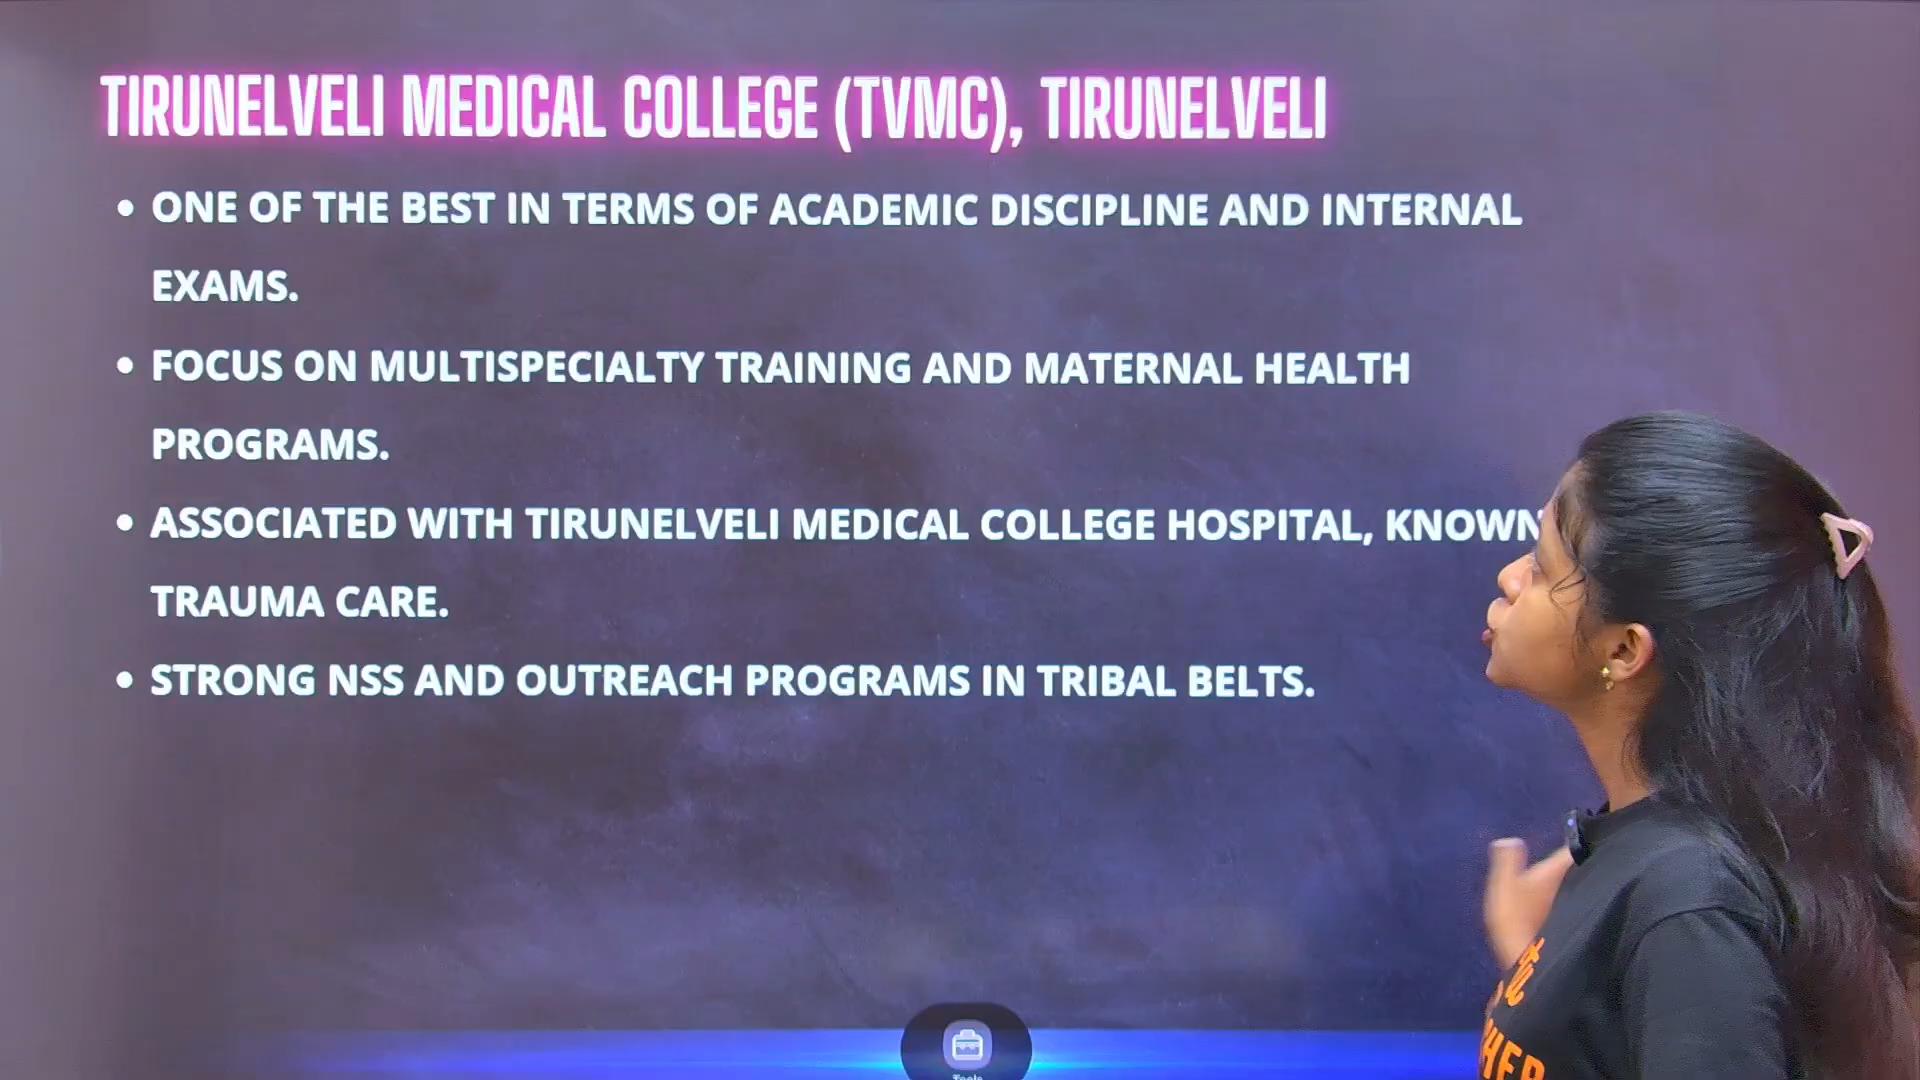 TIRUNELVELI MEDICAL COLLEGE (TVMC), TIRUNELVELI
• ONE OF THE BEST IN TERMS OF ACADEMIC DISCIPLINE AND INTERNAL
EXAMS.
• FOCUS ON MULTISPECIALTY TRAINING AND MATERNAL HEALTH
PROGRAMS.
• ASSOCIATED WITH TIRUNELVELI MEDICAL COLLEGE HOSPITAL, KNOWN
TRAUMA CARE.
• STRONG NSS AND OUTREACH PROGRAMS IN TRIBAL BELTS.
Tools